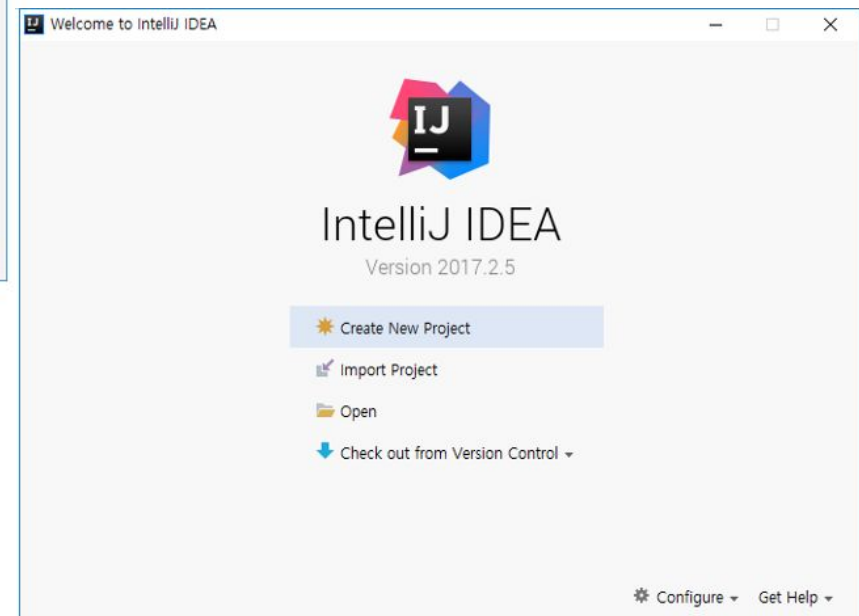 Welcome to IntelliJ IDEA
IJ
IntelliJ IDEA
Version 2017.2.5
Create New Project
Import Project
Open
Check out from Version Control
Configure
Get Help